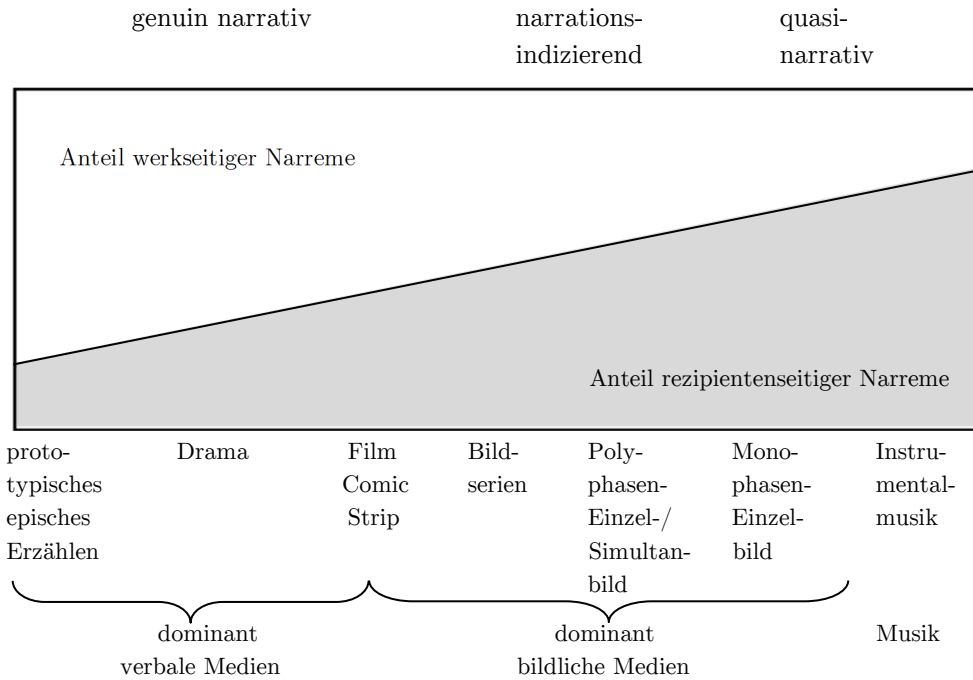 genuin narrativ
narrations-
indizierend
quasi-
narrativ
Anteil werkseitiger Narreme
Anteil rezipientenseitiger Narreme
proto-
typisches
episches
Erzählen
Drama
Film
Comic
Strip
Bild-
serien
Poly-
phasen-
Einzel-/
Simultan-
bild
Mono-
phasen-
Einzel-
bild
Instru-
mental-
musik
dominant
verbale Medien
dominant
bildliche Medien
Musik